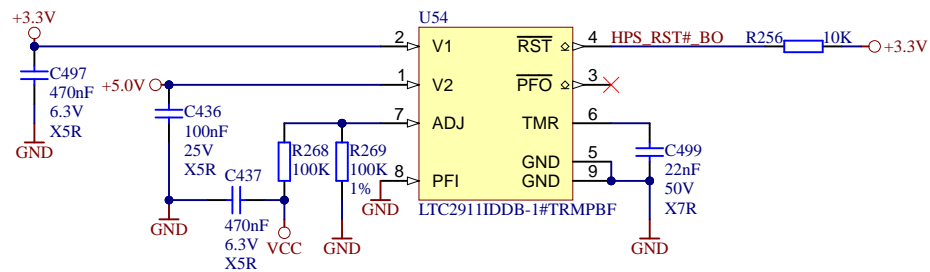 U54
+3.3V
2 V1 RST 4 HPS_RST#_BO R256 10K +3.3V
C497
470nF
6.3V
X5R
GND
+5.0V 1 V2 PFO 3
C436
100nF
25V
X5R
7 ADJ TMR 6
R268
100K
R269
100K
1%
C499
22nF
50V
X7R
GND 5
8 PFI GND 9
GND
LTC2911IDDB-1#TRMPBF
C437
470nF
6.3V
X5R
GND
VCC
GND
GND